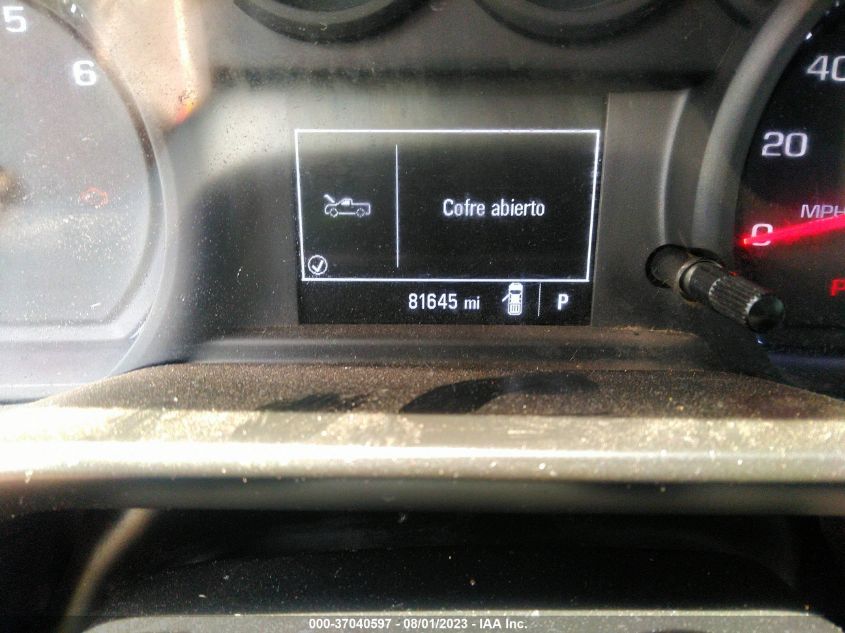 5
6
40
20
MPH
0
Cofre abierto
81645 mi
P
P
000-37040597 - 08/01/2023 - IAA Inc.